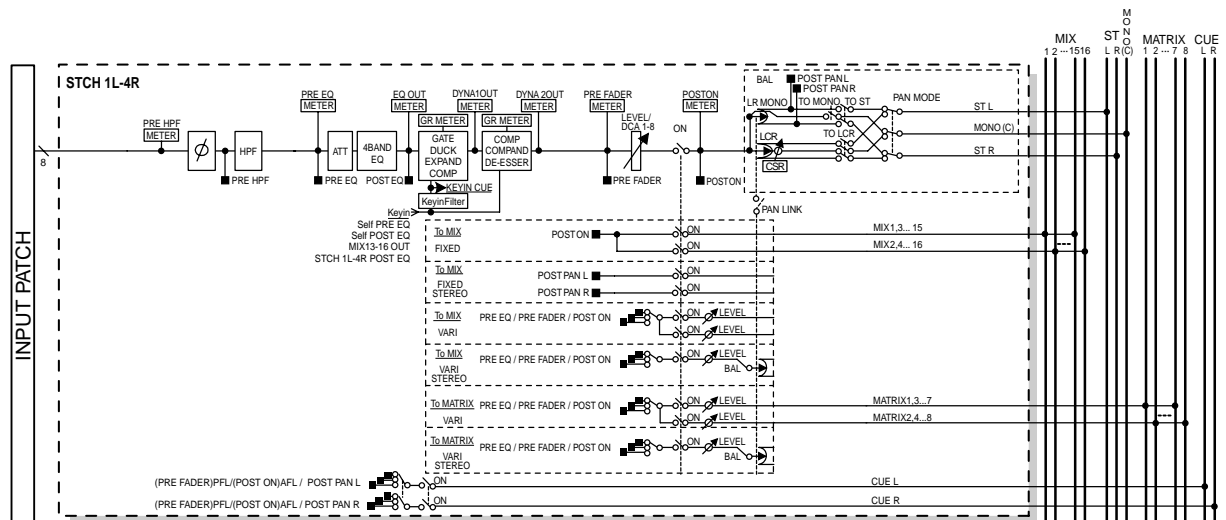 M
O
N
O
MIX ST (C) MATRIX CUE
1 2 ··· 15 16 L R 1 2 ··· 7 8 L R
STCH 1L-4R
INPUT PATCH
8
PRE HPF
METER
Ø
PRE HPF
HPF
PRE EQ
METER
PRE EQ
ATT
4BAND
EQ
EQ OUT
METER
POST EQ
DYNA1OUT
METER
GR METER
GATE
DUCK
EXPAND
COMP
KEYIN CUE
KeyinFilter
DYNA 2OUT
METER
GR METER
COMP
COMPAND
DE-ESSER
Keyin
Self PRE EQ
Self POST EQ
MIX13-16 OUT
STCH 1L-4R POST EQ
PRE FADER
METER
PRE FADER
LEVEL/
DCA 1-8
ON
POSTON
METER
POSTON
BAL
POST PAN L
POST PAN R
LR MONO
TO MONO
TO ST
PAN MODE
LCR
TO LCR
CSR
ST L
MONO (C)
ST R
PAN LINK
To MIX
FIXED
POST ON
ON
ON
MIX1,3... 15
MIX2,4... 16
To MIX
FIXED
STEREO
POST PAN L
POST PAN R
ON
ON
To MIX
VARI
PRE EQ / PRE FADER / POST ON
ON LEVEL
ON LEVEL
To MIX
VARI
STEREO
PRE EQ / PRE FADER / POST ON
ON LEVEL
BAL
To MATRIX
VARI
PRE EQ / PRE FADER / POST ON
ON LEVEL
ON LEVEL
MATRIX1,3...7
MATRIX2,4...8
To MATRIX
VARI
STEREO
PRE EQ / PRE FADER / POST ON
ON LEVEL
BAL
(PRE FADER)PFL/(POST ON)AFL / POST PAN L
ON
CUE L
(PRE FADER)PFL/(POST ON)AFL / POST PAN R
ON
CUE R